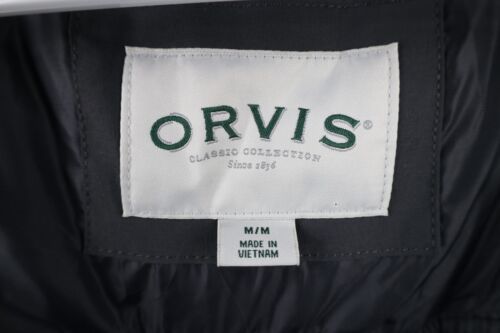 ORVIS®
CLASSIC COLLECTION
Since 1856
M/M
MADE IN
VIETNAM